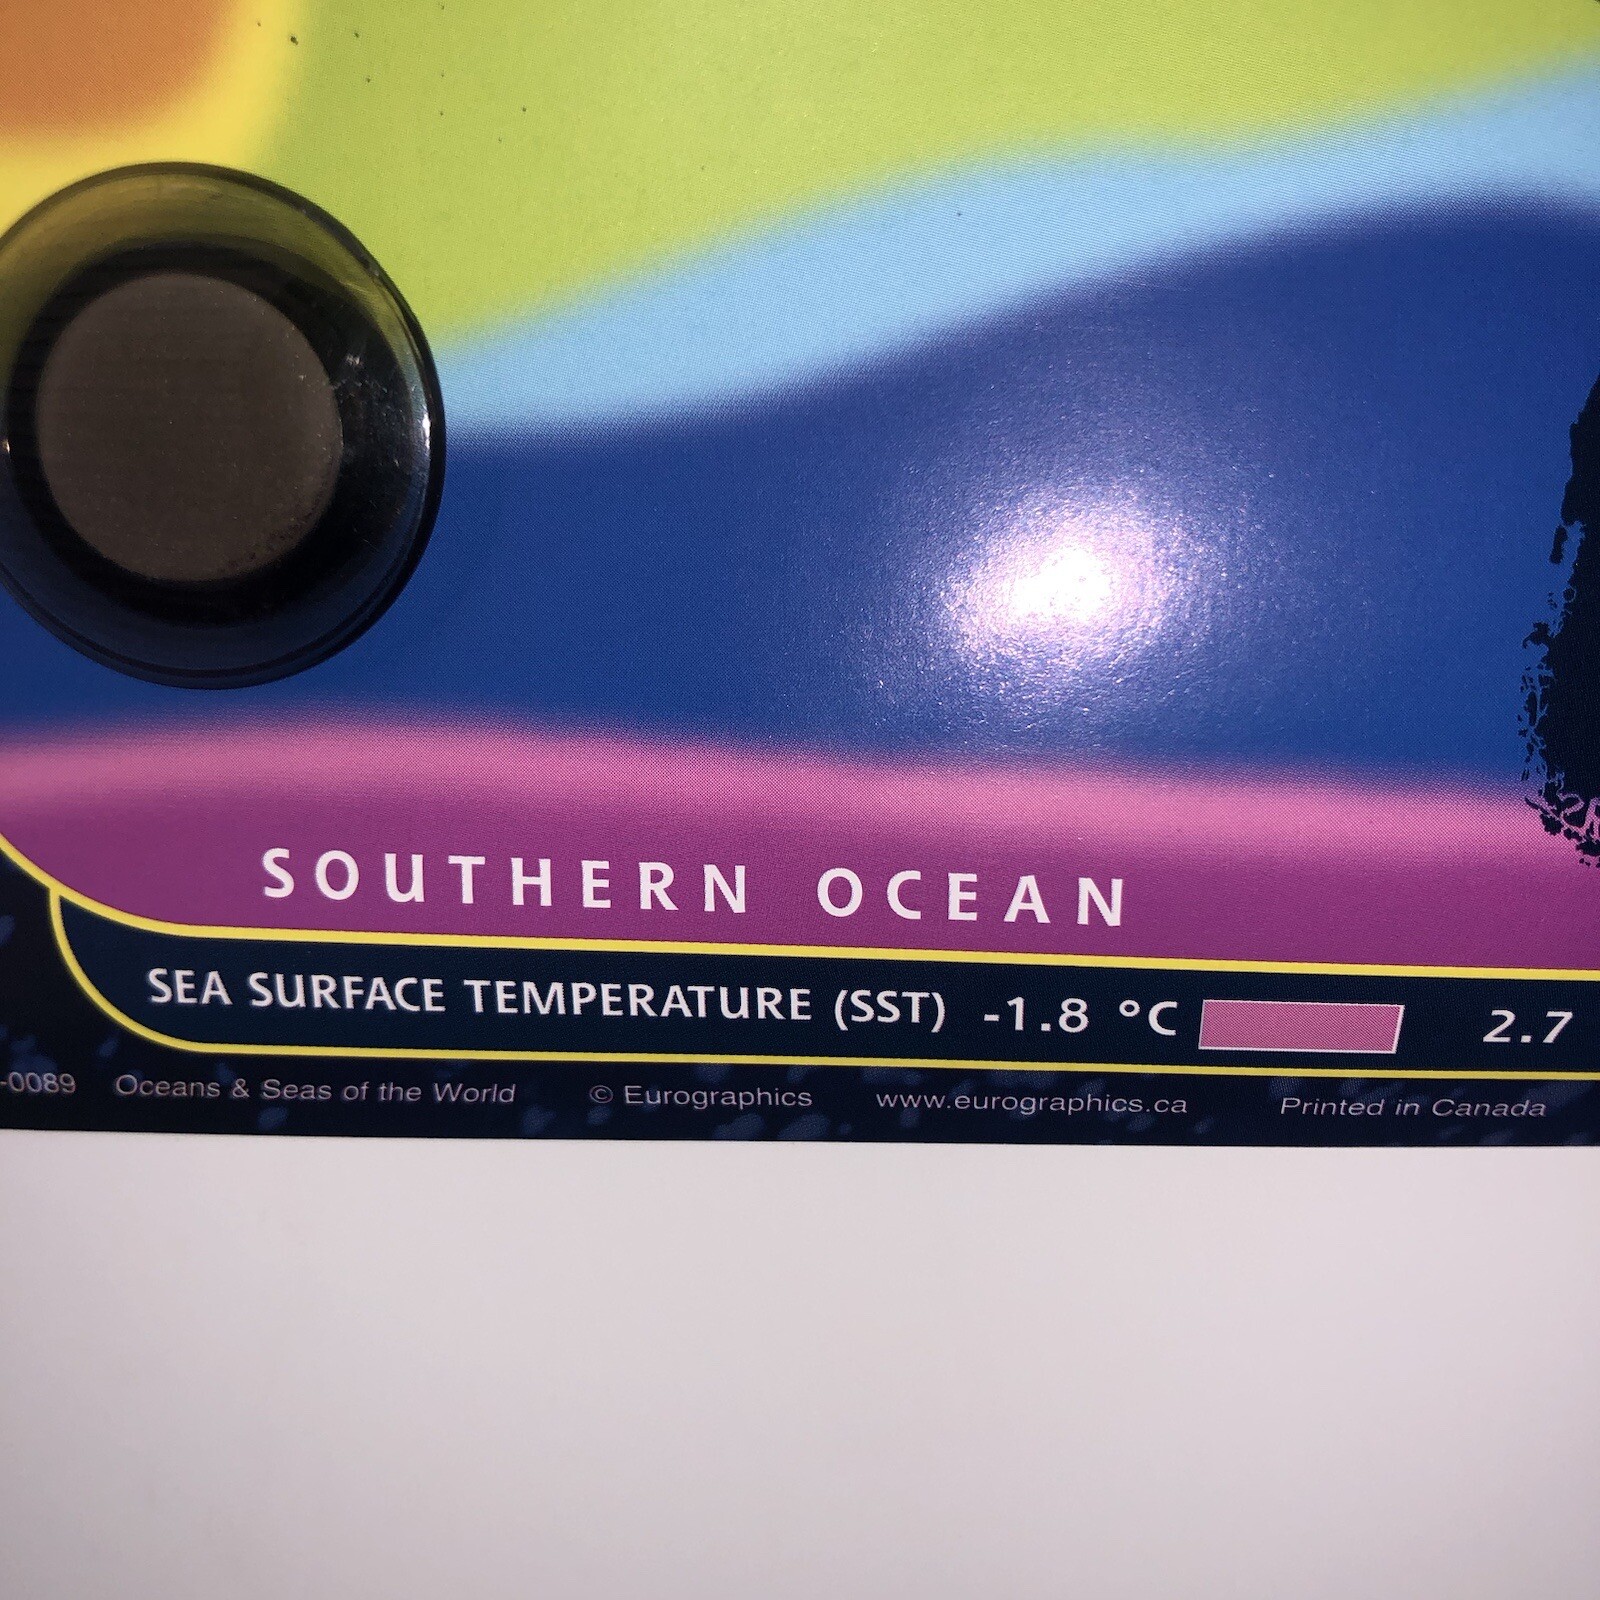 SOUTHERN OCEAN
SEA SURFACE TEMPERATURE (SST) -1.8 °C 2.7
-0089 Oceans & Seas of the World © Eurographics www.eurographics.ca Printed in Canada